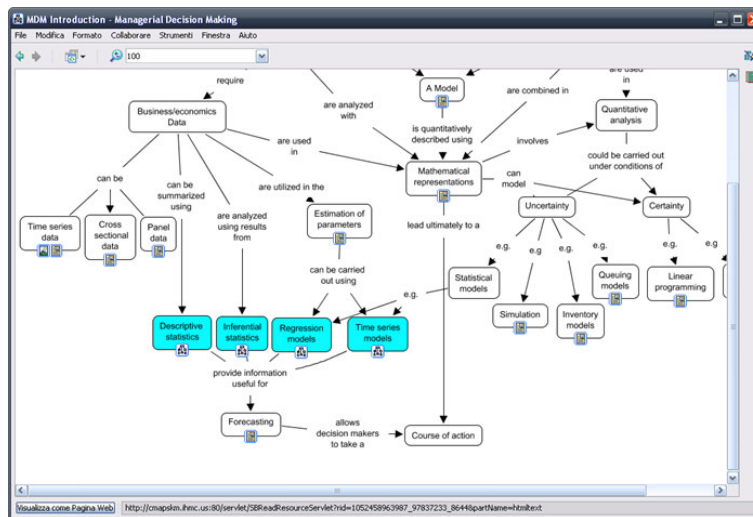 MDM Introduction - Managerial Decision Making
File Modifica Formato Collaborare Strumenti Finestra Aiuto
100
require
Business/economics
Data
are analyzed
with
A Model
are combined in
are used
in
Quantitative
analysis
is quantitatively
described using
involves
are used
in
can be
can be
summarized
using
are analyzed
using results
from
are utilized in the
Mathematical
representations
can
model
could be carried out
under conditions of
Time series
data
Cross
sectional
data
Panel
data
Estimation of
parameters
lead ultimately to a
Uncertainty
Certainty
can be carried
out using
e.g.
e.g
e.g.
e.g.
e.g.
e.g
Statistical
models
Queuing
models
Linear
programming
e.g.
Simulation
Inventory
models
Descriptive
statistics
Inferential
statistics
Regression
models
Time series
models
provide information
useful for
Forecasting
allows
decision makers
to take a
Course of action
Visualizza come Pagina Web http://cmapskm.ihmc.us:80/servlet/SBReadResourceServlet?rid=1052458963987_97837233_8644&partName=htmltext